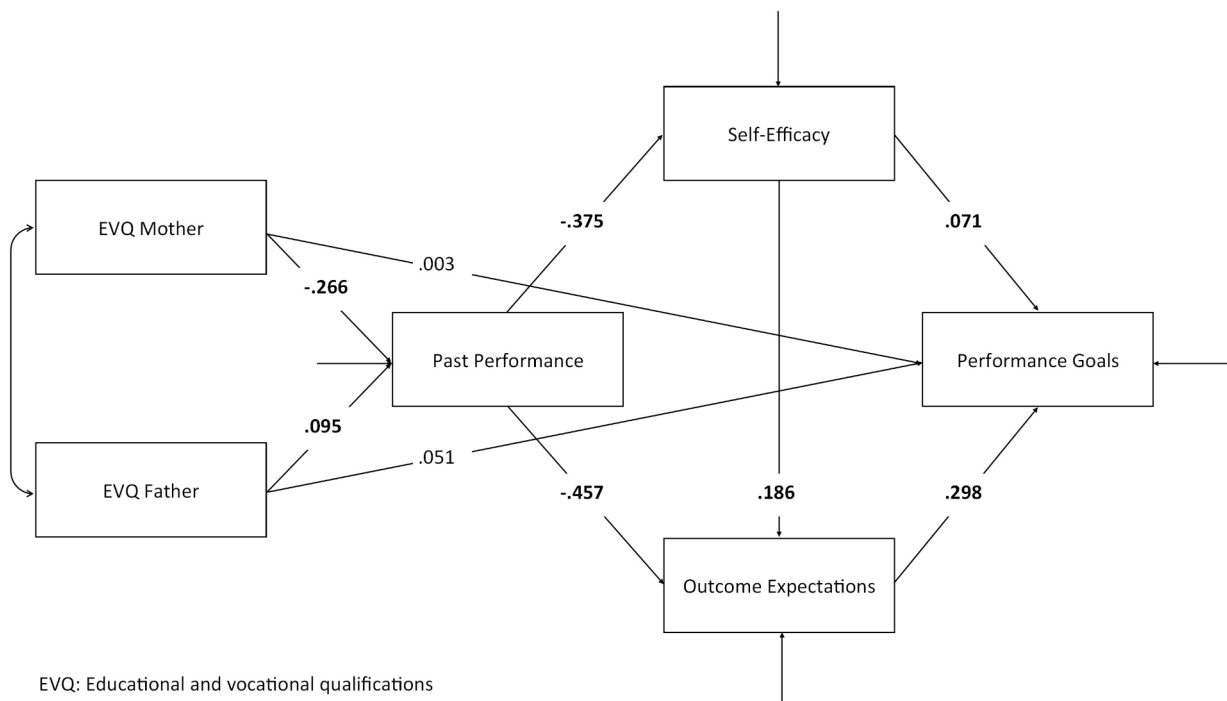 Self-Efficacy
EVQ Mother
-.375
.071
.003
-.266
Past Performance
Performance Goals
.095
.051
EVQ Father
-.457
.186
.298
Outcome Expectations
EVQ: Educational and vocational qualifications